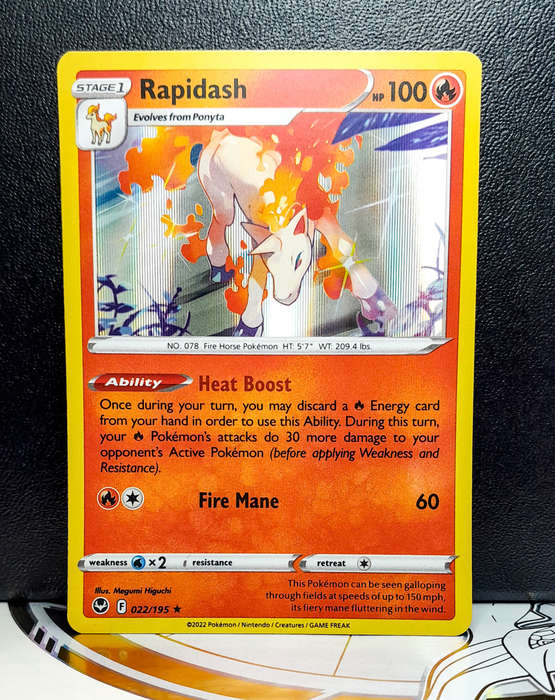 STAGE 1
Rapidash
HP 100
Evolves from Ponyta
NO. 078 Fire Horse Pokémon HT: 5'7" WT: 209.4 lbs.
Ability Heat Boost
Once during your turn, you may discard a Energy card
from your hand in order to use this Ability. During this turn,
your Pokémon's attacks do 30 more damage to your
opponent's Active Pokémon (before applying Weakness and
Resistance).
Fire Mane 60
weakness ×2 resistance retreat
Illus. Megumi Higuchi
F 022/195 ★
This Pokémon can be seen galloping
through fields at speeds of up to 150 mph,
its fiery mane fluttering in the wind.
©2022 Pokémon / Nintendo / Creatures / GAME FREAK